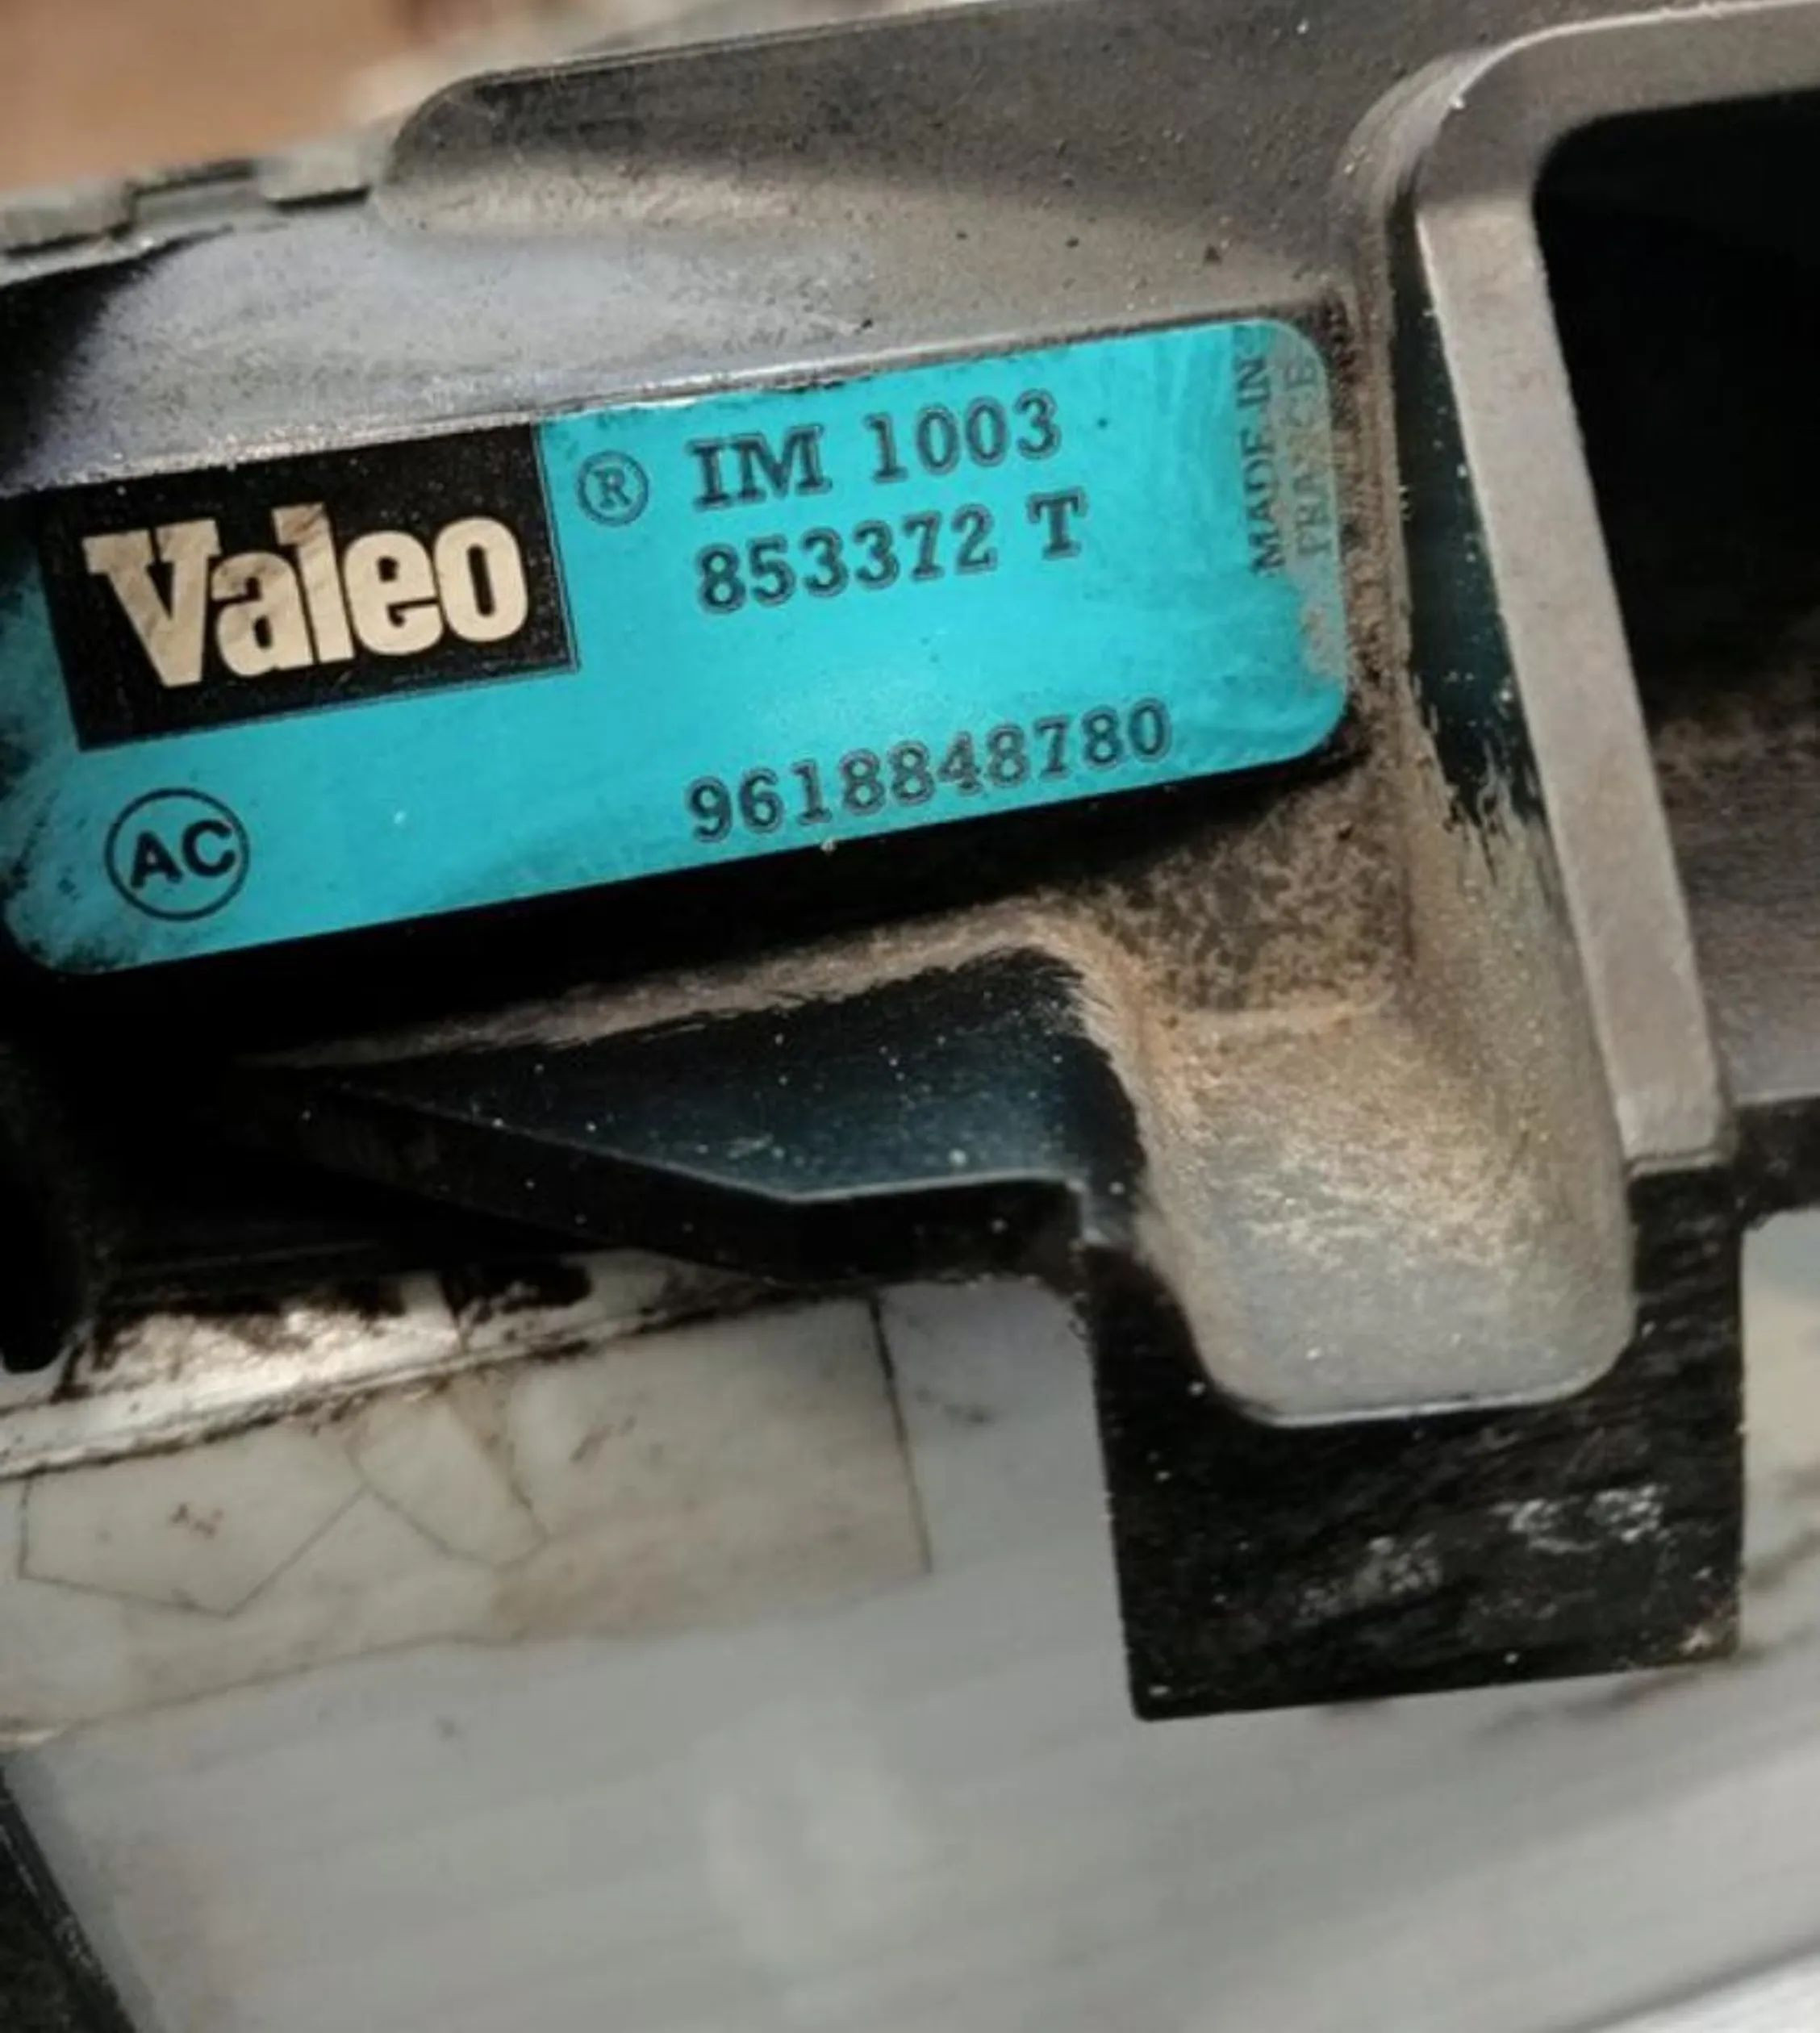 Valeo
® IM 1003
853372 T
9618848780
AC
MADE IN
FRANCE